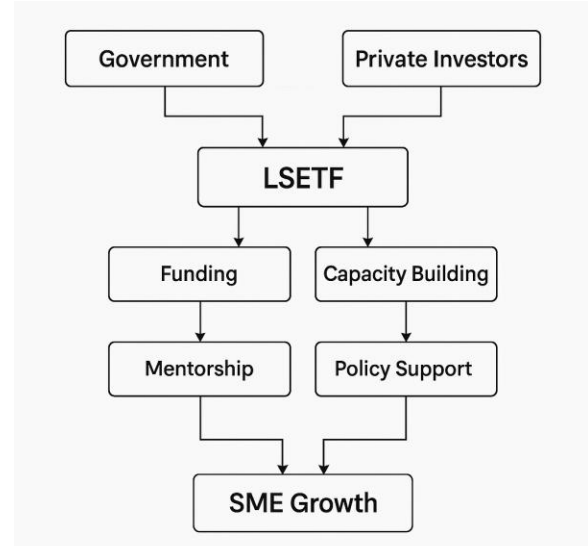 Government
Private Investors
LSETF
Funding
Capacity Building
Mentorship
Policy Support
SME Growth